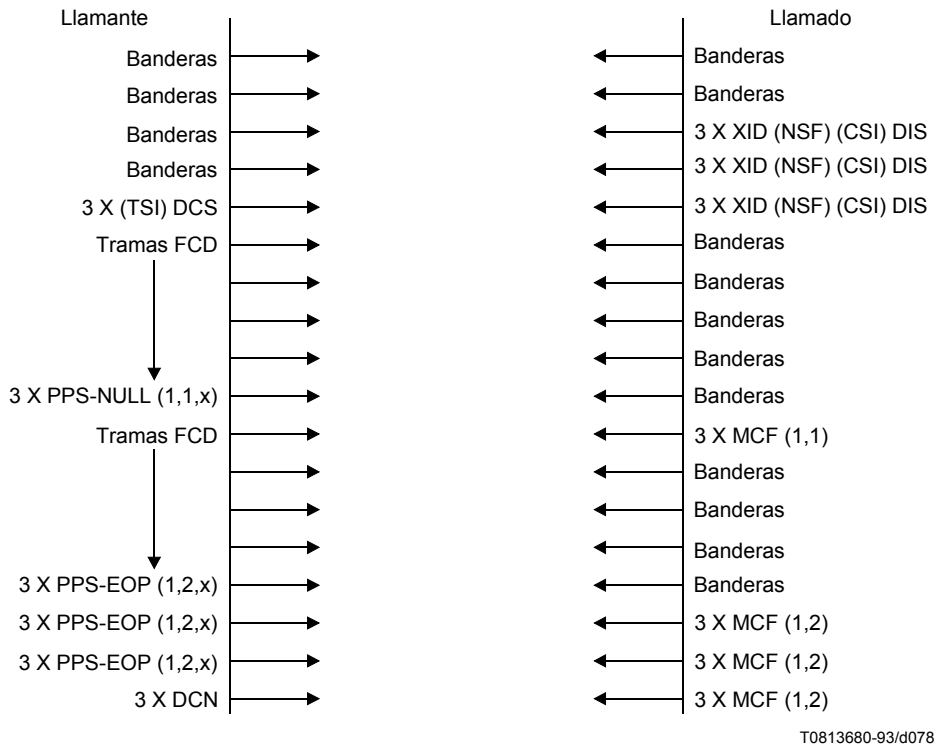 Llamante Llamado
Banderas Banderas
Banderas Banderas
Banderas 3 X XID (NSF) (CSI) DIS
Banderas 3 X XID (NSF) (CSI) DIS
3 X (TSI) DCS 3 X XID (NSF) (CSI) DIS
Tramas FCD Banderas
Banderas
Banderas
Banderas
3 X PPS-NULL (1,1,x) Banderas
Tramas FCD 3 X MCF (1,1)
Banderas
Banderas
Banderas
3 X PPS-EOP (1,2,x) Banderas
3 X PPS-EOP (1,2,x) 3 X MCF (1,2)
3 X PPS-EOP (1,2,x) 3 X MCF (1,2)
3 X DCN 3 X MCF (1,2)
T0813680-93/d078